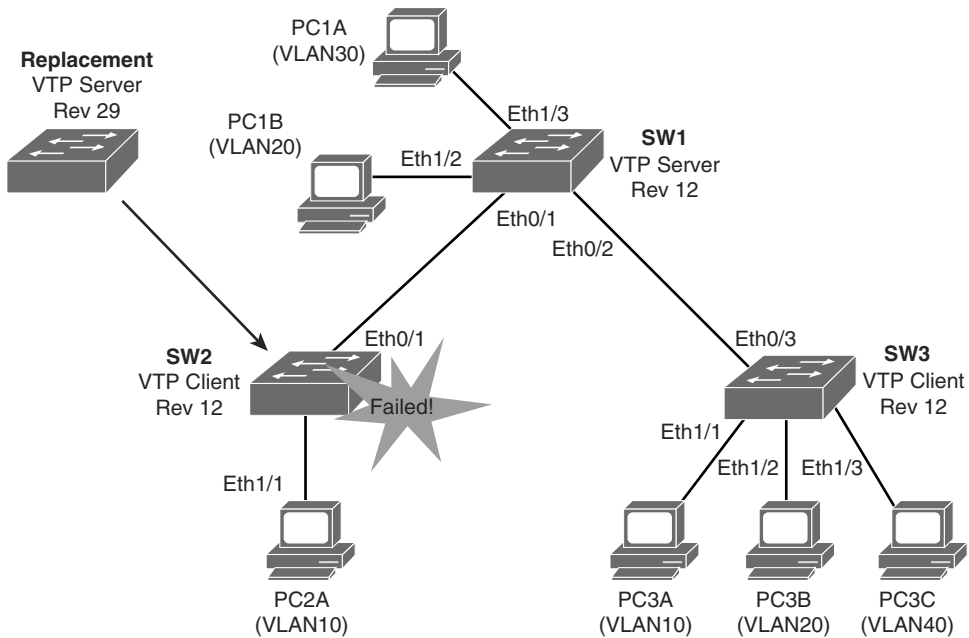 PC1A
(VLAN30)
Replacement
VTP Server
Rev 29
Eth1/3
PC1B
(VLAN20)
Eth1/2
SW1
VTP Server
Rev 12
Eth0/1
Eth0/2
Eth0/1
SW2
VTP Client
Rev 12
Failed!
Eth0/3
SW3
VTP Client
Rev 12
Eth1/1
Eth1/2
Eth1/3
Eth1/1
PC2A
(VLAN10)
PC3A
(VLAN10)
PC3B
(VLAN20)
PC3C
(VLAN40)